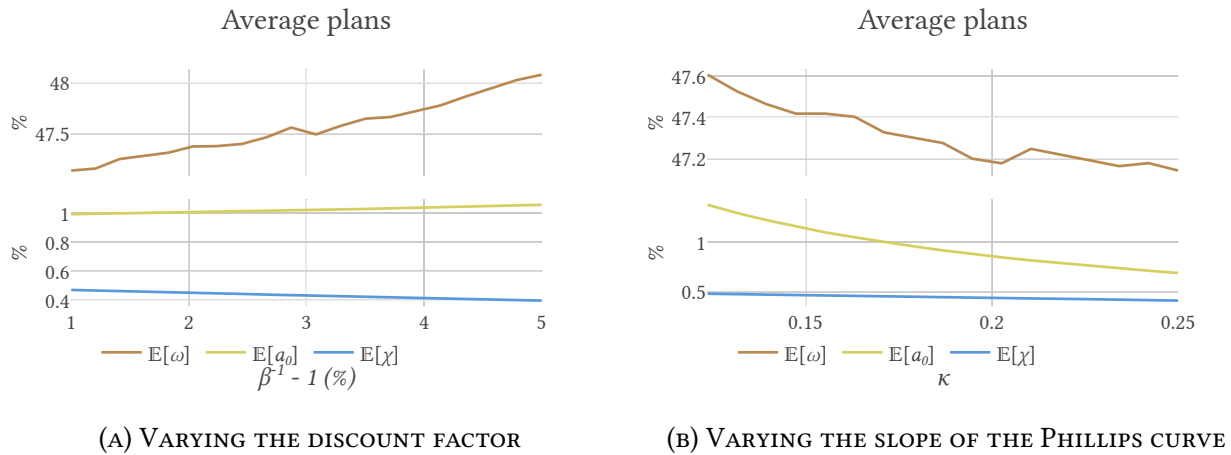 Average plans
48
47.5
%
1
0.8
0.6
0.4
%
1 2 3 4 5
𝔼[ω] 𝔼[a₀] 𝔼[χ]
β⁻¹ - 1 (%)
(A) VARYING THE DISCOUNT FACTOR
Average plans
47.6
47.4
47.2
%
1
0.5
%
0.15 0.2 0.25
𝔼[ω] 𝔼[a₀] 𝔼[χ]
κ
(B) VARYING THE SLOPE OF THE PHILLIPS CURVE